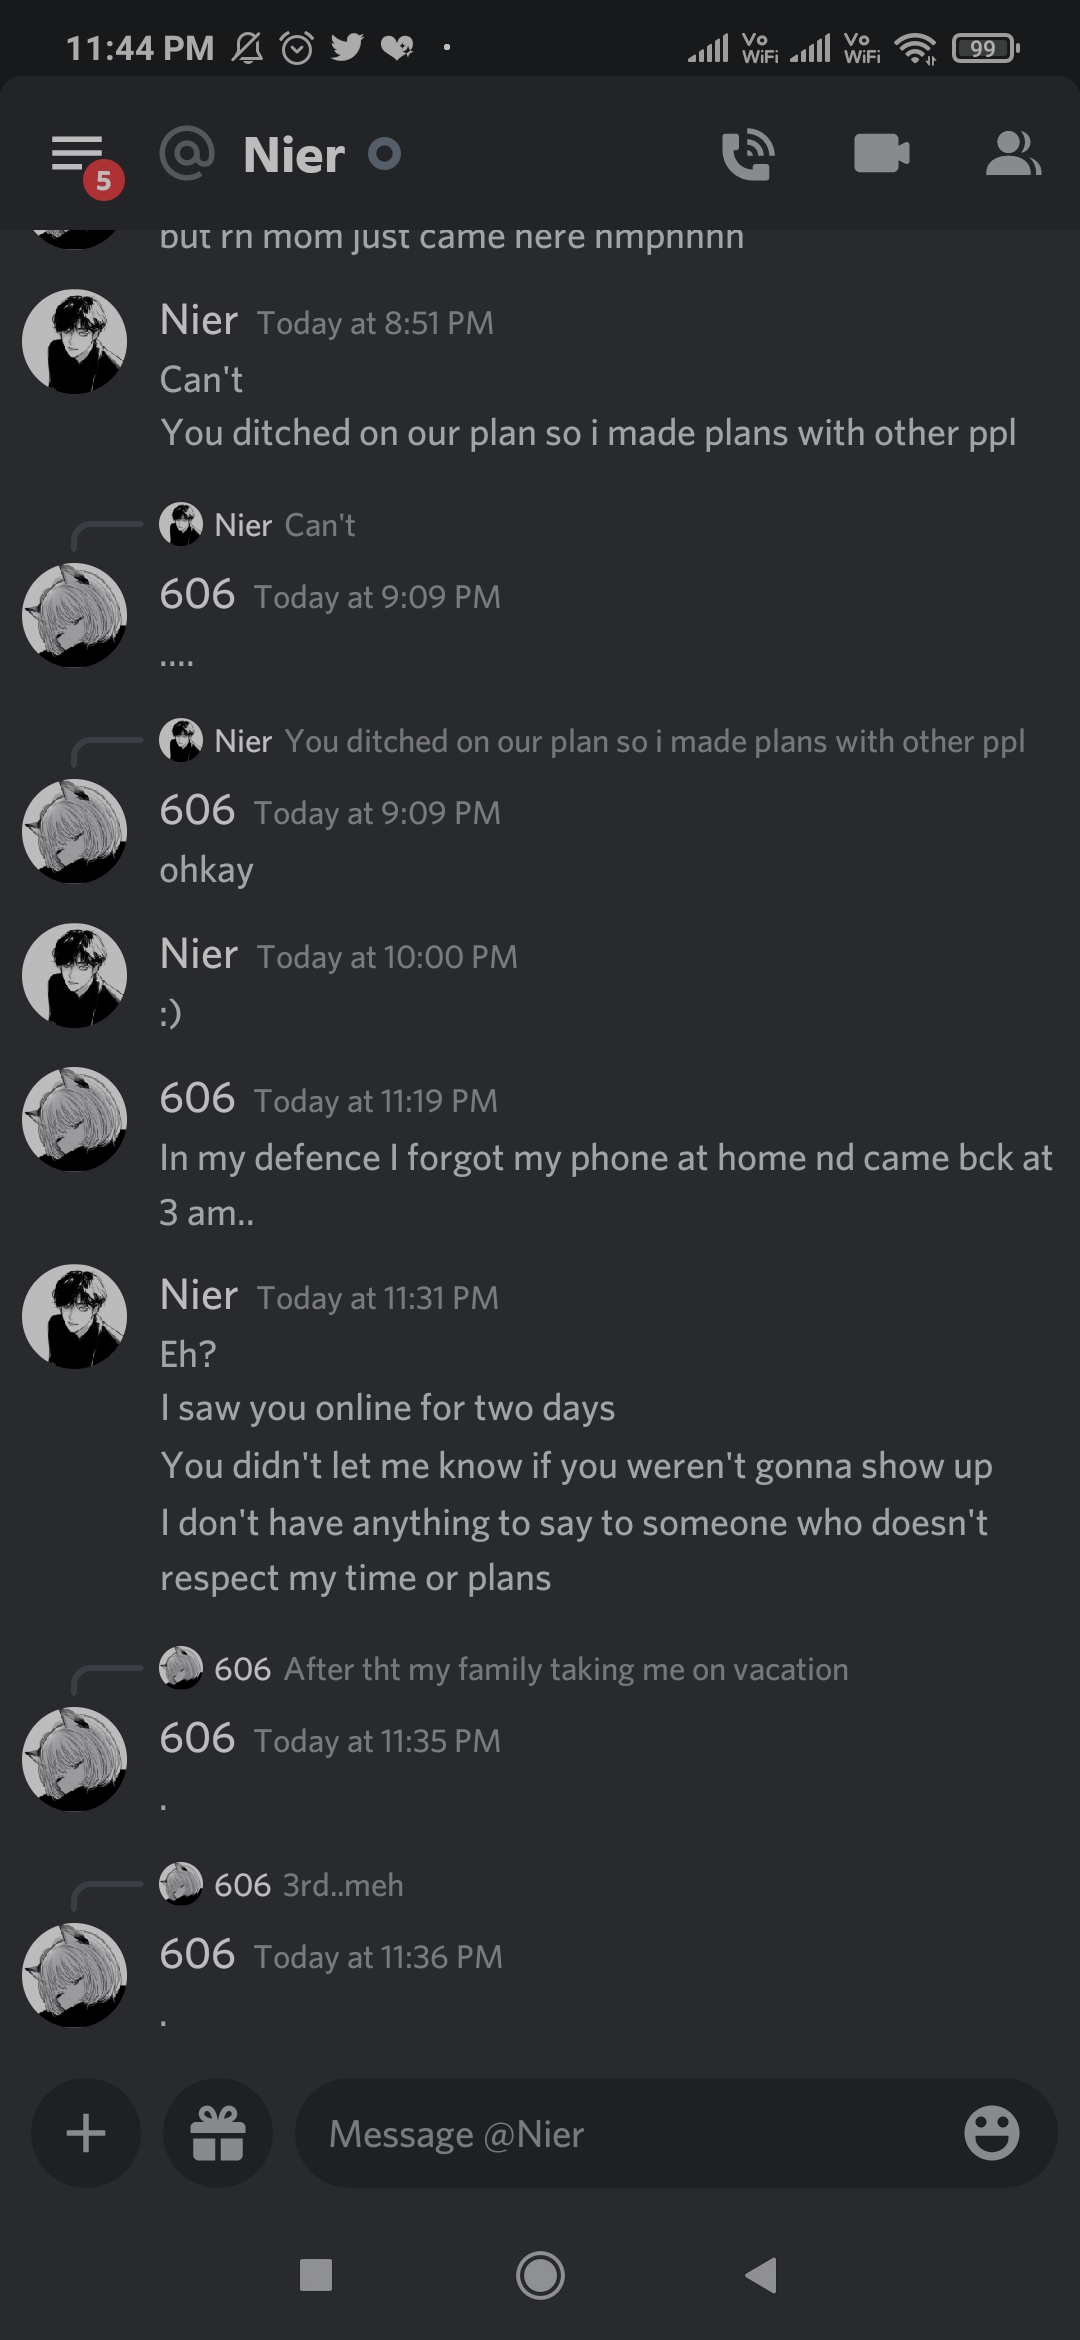 11:44 PM
Vo WiFi
Vo WiFi
99
5
Nier
but rn mom just came here hmphhhh
Nier Today at 8:51 PM
Can't
You ditched on our plan so i made plans with other ppl
Nier Can't
606 Today at 9:09 PM
....
Nier You ditched on our plan so i made plans with other ppl
606 Today at 9:09 PM
ohkay
Nier Today at 10:00 PM
:)
606 Today at 11:19 PM
In my defence I forgot my phone at home nd came bck at
3 am..
Nier Today at 11:31 PM
Eh?
I saw you online for two days
You didn't let me know if you weren't gonna show up
I don't have anything to say to someone who doesn't
respect my time or plans
606 After tht my family taking me on vacation
606 Today at 11:35 PM
.
606 3rd..meh
606 Today at 11:36 PM
.
Message @Nier